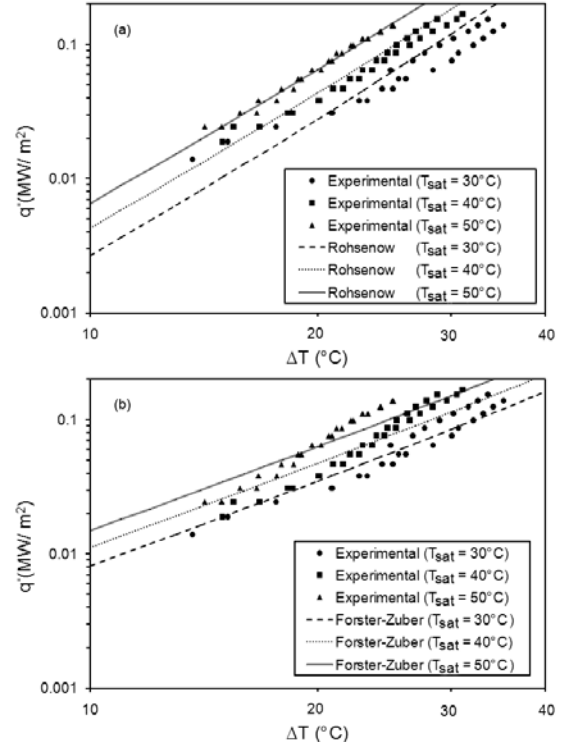 (a)
0.1
0.01
0.001
q"(MW/ m²)
Experimental (Tsat = 30°C)
Experimental (Tsat = 40°C)
Experimental (Tsat = 50°C)
Rohsenow (Tsat = 30°C)
Rohsenow (Tsat = 40°C)
Rohsenow (Tsat = 50°C)
10 20 30 40
ΔT (°C)
(b)
0.1
0.01
0.001
q"(MW/ m²)
Experimental (Tsat = 30°C)
Experimental (Tsat = 40°C)
Experimental (Tsat = 50°C)
Forster-Zuber (Tsat = 30°C)
Forster-Zuber (Tsat = 40°C)
Forster-Zuber (Tsat = 50°C)
10 20 30 40
ΔT (°C)